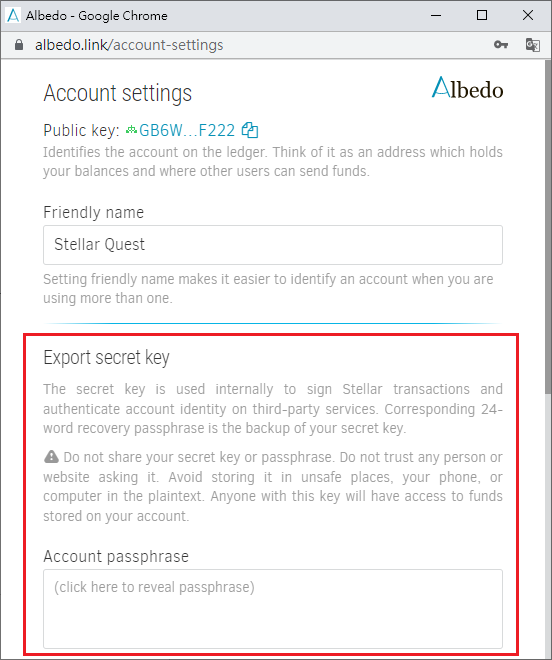 Albedo - Google Chrome
albedo.link/account-settings
Account settings
Albedo
Public key: GB6W...F222
Identifies the account on the ledger. Think of it as an address which holds
your balances and where other users can send funds.
Friendly name
Stellar Quest
Setting friendly name makes it easier to identify an account when you are
using more than one.
Export secret key
The secret key is used internally to sign Stellar transactions and
authenticate account identity on third-party services. Corresponding 24-
word recovery passphrase is the backup of your secret key.
Do not share your secret key or passphrase. Do not trust any person or
website asking it. Avoid storing it in unsafe places, your phone, or
computer in the plaintext. Anyone with this key will have access to funds
stored on your account.
Account passphrase
(click here to reveal passphrase)